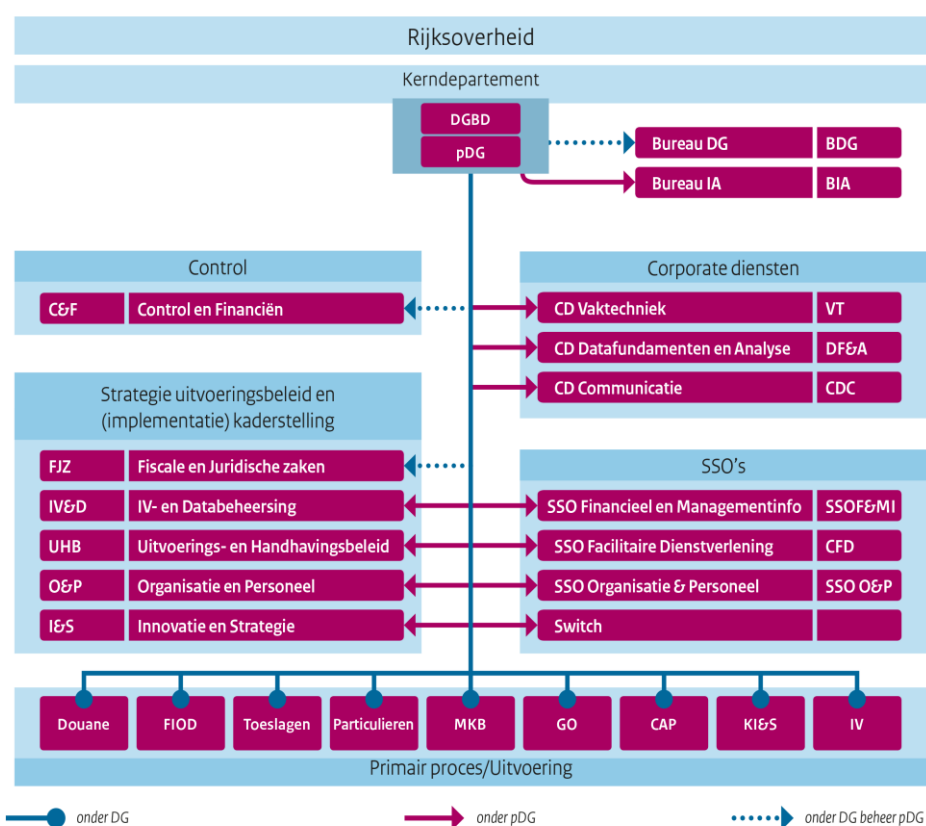 Rijksoverheid
Kerndepartement
DGBD
pDG
Bureau DG BDG
Bureau IA BIA
Control
C&F Control en Financiën
Corporate diensten
CD Vaktechniek VT
CD Datafundamenten en Analyse DF&A
CD Communicatie CDC
Strategie uitvoeringsbeleid en
(implementatie) kaderstelling
FJZ Fiscale en Juridische zaken
IV&D IV- en Databeheersing
UHB Uitvoerings- en Handhavingsbeleid
O&P Organisatie en Personeel
I&S Innovatie en Strategie
SSO's
SSO Financieel en Managementinfo SSOF&MI
SSO Facilitaire Dienstverlening CFD
SSO Organisatie & Personeel SSO O&P
Switch
Douane FIOD Toeslagen Particulieren MKB GO CAP KI&S IV
Primair proces/Uitvoering
onder DG onder pDG onder DG beheer pDG